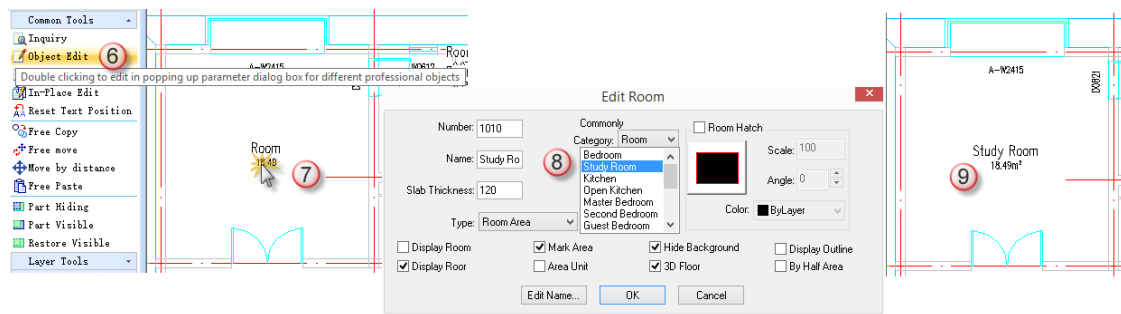 Common Tools
Inquiry
Object Edit
6
Double clicking to edit in popping up parameter dialog box for different professional objects
In-Place Edit
Reset Text Position
Free Copy
Free move
Move by distance
Free Paste
Part Hiding
Part Visible
Restore Visible
Layer Tools
A-W2415
Room
7
Edit Room
Number: 1010
Name: Study Ro
Slab Thickness: 120
Type: Room Area
Commonly
Category: Room
8
Bedroom
Study Room
Kitchen
Open Kitchen
Master Bedroom
Second Bedroom
Guest Bedroom
Room Hatch
Scale: 100
Angle: 0
Color: ByLayer
Display Room
Mark Area
Hide Background
Display Outline
Display Roor
Area Unit
3D Floor
By Half Area
Edit Name...
OK
Cancel
A-W2415
D0821
Study Room
18.49m²
9